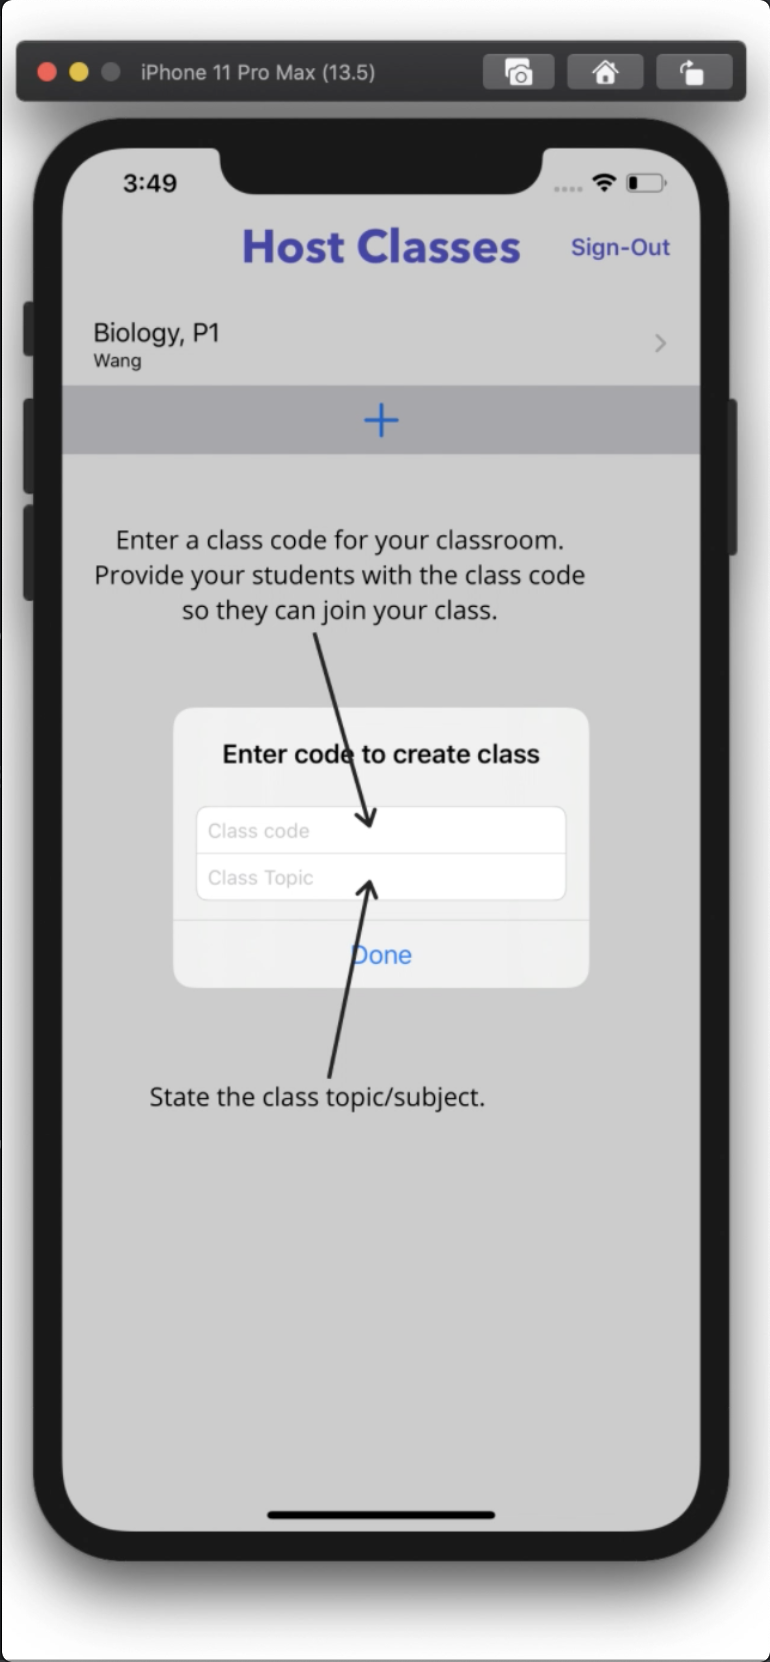 iPhone 11 Pro Max (13.5)
3:49
Host Classes
Sign-Out
Biology, P1
Wang
Enter a class code for your classroom.
Provide your students with the class code
so they can join your class.
Enter code to create class
Class code
Class Topic
Done
State the class topic/subject.